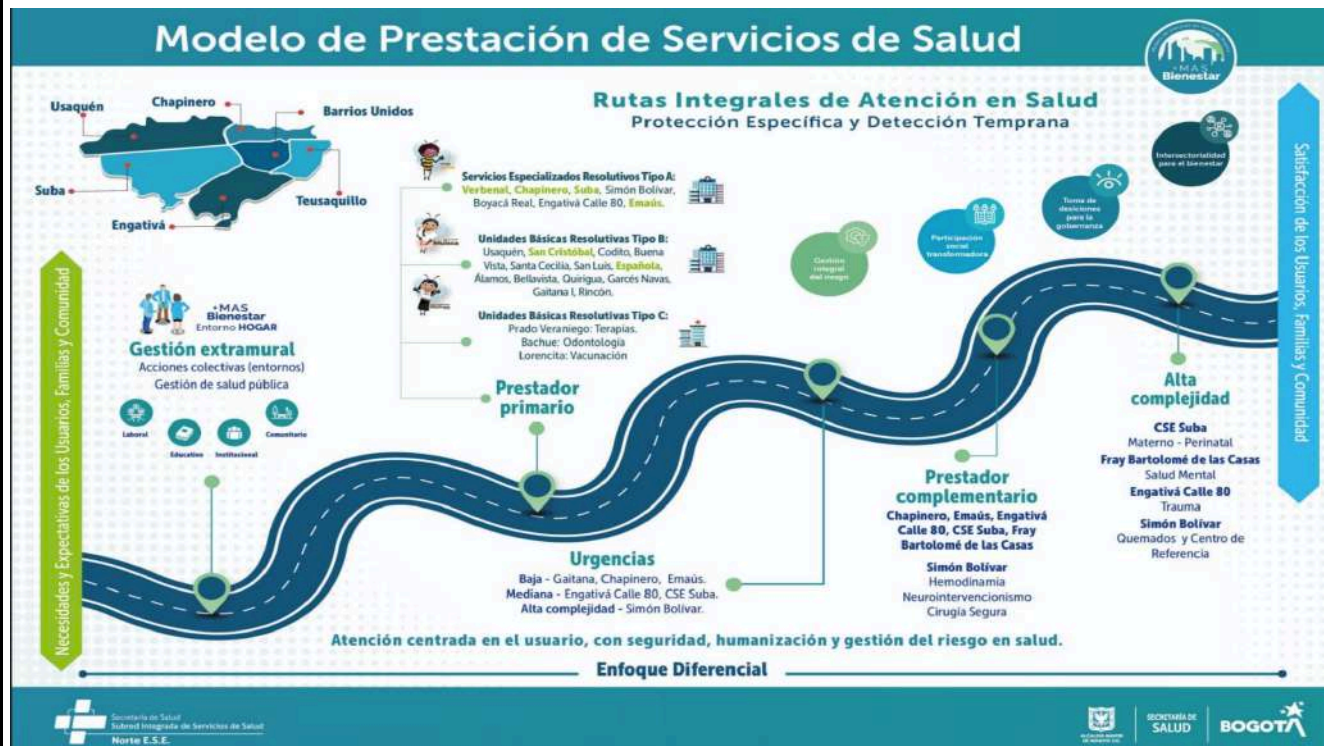 Modelo de Prestación de Servicios de Salud
+MAS
Bienestar
Usaquén
Chapinero
Barrios Unidos
Suba
Engativá
Teusaquillo
Rutas Integrales de Atención en Salud
Protección Específica y Detección Temprana
Servicios Especializados Resolutivos Tipo A:
Verbenal, Chapinero, Suba, Simón Bolívar,
Boyacá Real, Engativá Calle 80, Emaús.
Unidades Básicas Resolutivas Tipo B:
Usaquén, San Cristóbal, Codito, Buena
Vista, Santa Cecilia, San Luis, Española,
Álamos, Bellavista, Quirigua, Garcés Navas,
Gaitana I, Rincón.
Unidades Básicas Resolutivas Tipo C:
Prado Veraniego: Terapias.
Bachue: Odontología
Lorencita: Vacunación
Prestador
primario
Necesidades y Expectativas de los Usuarios, Familias y Comunidad
+MAS
Bienestar
Entorno HOGAR
Gestión extramural
Acciones colectivas (entornos)
Gestión de salud pública
Laboral
Educativo
Institucional
Comunitario
Gestión
integral
del riesgo
Participación
social
transformadora
Toma de
desiciones
para la
gobernanza
Intersectorialidad
para el bienestar
Satisfacción de los Usuarios, Familias y Comunidad
Urgencias
Baja - Gaitana, Chapinero, Emaús.
Mediana - Engativá Calle 80, CSE Suba.
Alta complejidad - Simón Bolívar.
Prestador
complementario
Chapinero, Emaús, Engativá
Calle 80, CSE Suba, Fray
Bartolomé de las Casas
Simón Bolívar
Hemodinamia
Neurointervencionismo
Cirugía Segura
Alta
complejidad
CSE Suba
Materno - Perinatal
Fray Bartolomé de las Casas
Salud Mental
Engativá Calle 80
Trauma
Simón Bolívar
Quemados y Centro de
Referencia
Atención centrada en el usuario, con seguridad, humanización y gestión del riesgo en salud.
Enfoque Diferencial
Secretaría de Salud
Subred Integrada de Servicios de Salud
Norte E.S.E.
ALCALDÍA MAYOR
DE BOGOTÁ D.C.
SECRETARÍA DE
SALUD
BOGOTÁ